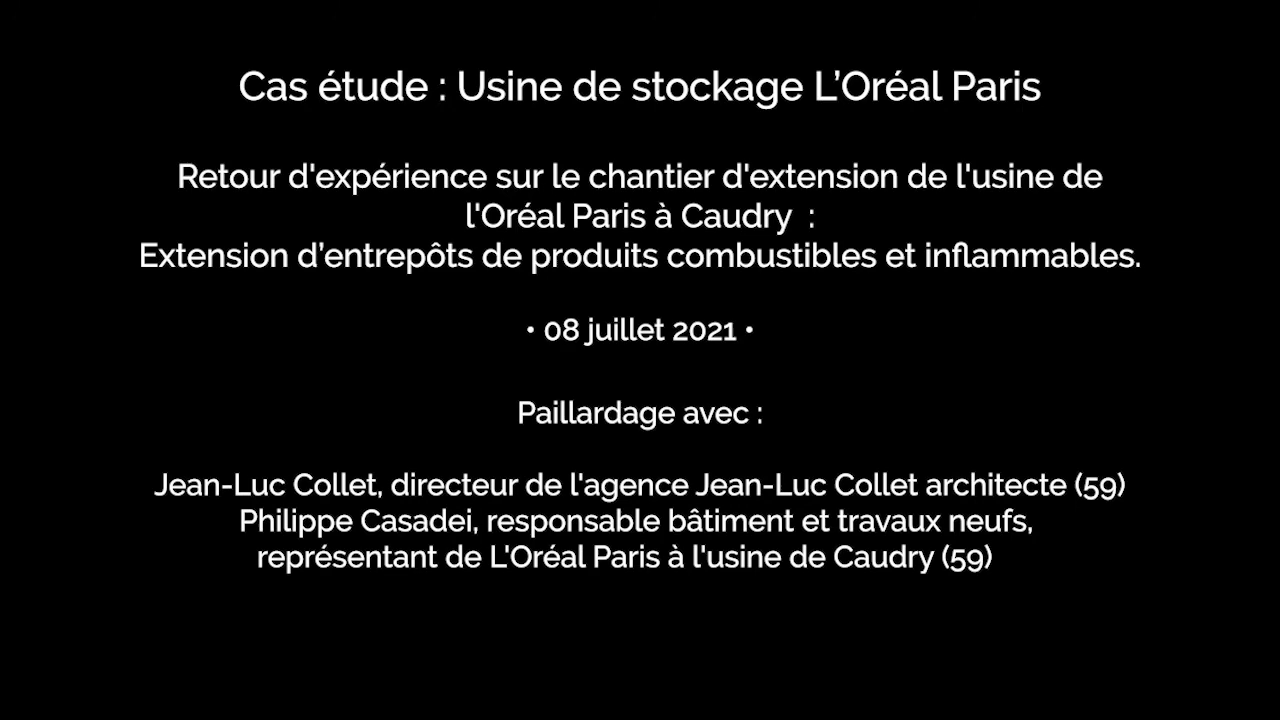 Cas étude : Usine de stockage L’Oréal Paris
Retour d'expérience sur le chantier d'extension de l'usine de
l'Oréal Paris à Caudry  :
Extension d’entrepôts de produits combustibles et inflammables.
• 08 juillet 2021 •
Paillardage avec :
Jean-Luc Collet, directeur de l'agence Jean-Luc Collet architecte (59)
Philippe Casadei, responsable bâtiment et travaux neufs,
représentant de L'Oréal Paris à l'usine de Caudry (59)